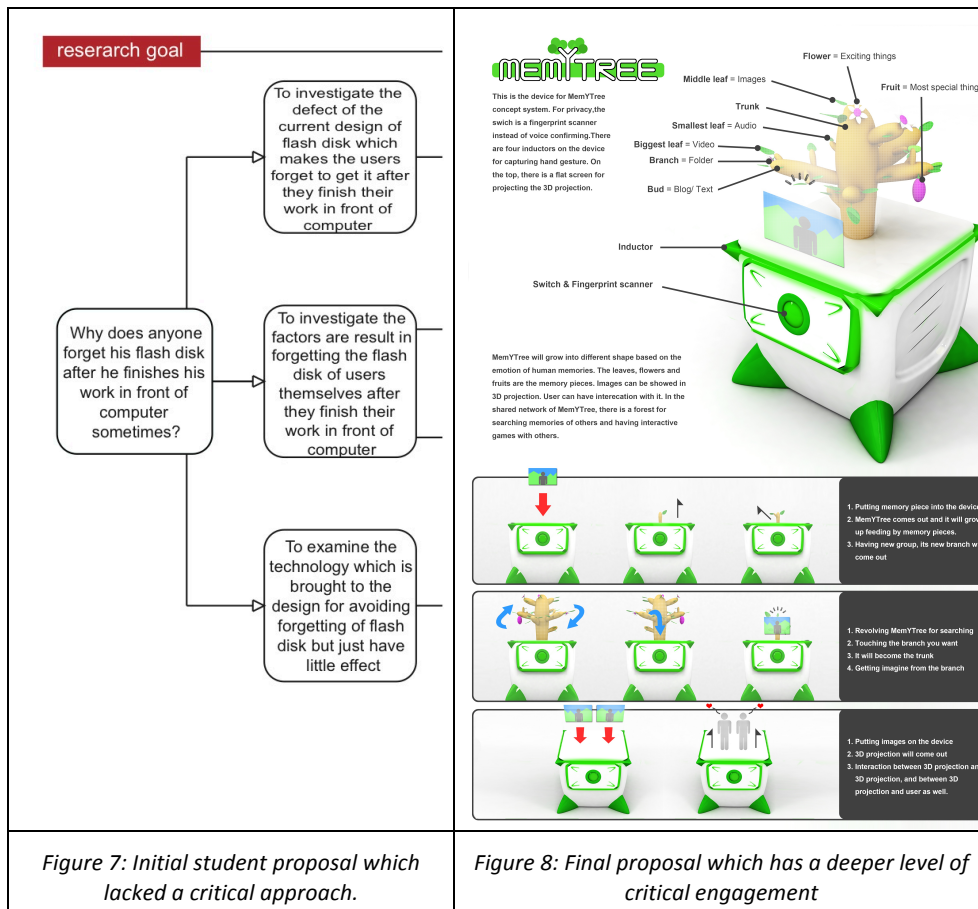 reserarch goal
To investigate the
defect of the
current design of
flash disk which
makes the users
forget to get it after
they finish their
work in front of
computer
Why does anyone
forget his flash disk
after he finishes his
work in front of
computer
sometimes?
To investigate the
factors are result in
forgetting the flash
disk of users
themselves after
they finish their
work in front of
computer
To examine the
technology which is
brought to the
design for avoiding
forgetting of flash
disk but just have
little effect
Figure 7: Initial student proposal which
lacked a critical approach.
MEMYTREE
This is the device for MemYTree
concept system. For privacy,the
swich is a fingerprint scanner
instead of voice confirming.There
are four inductors on the device
for capturing hand gesture. On
the top, there is a flat screen for
projecting the 3D projection.
Flower = Exciting things
Middle leaf = Images
Fruit = Most special thing
Trunk
Smallest leaf = Audio
Biggest leaf = Video
Branch = Folder
Bud = Blog/ Text
Inductor
Switch & Fingerprint scanner
MemYTree will grow into different shape based on the
emotion of human memories. The leaves, flowers and
fruits are the memory pieces. Images can be showed in
3D projection. User can have interecation with it. In the
shared network of MemYTree, there is a forest for
searching memories of others and having interactive
games with others.
1. Putting memory piece into the device
2. MemYTree comes out and it will grow
up feeding by memory pieces.
3. Having new group, its new branch w
come out
1. Revolving MemYTree for searching
2. Touching the branch you want
3. It will become the trunk
4. Getting imagine from the branch
1. Putting images on the device
2. 3D projection will come out
3. Interaction between 3D projection an
3D projection, and between 3D
projection and user as well.
Figure 8: Final proposal which has a deeper level of
critical engagement